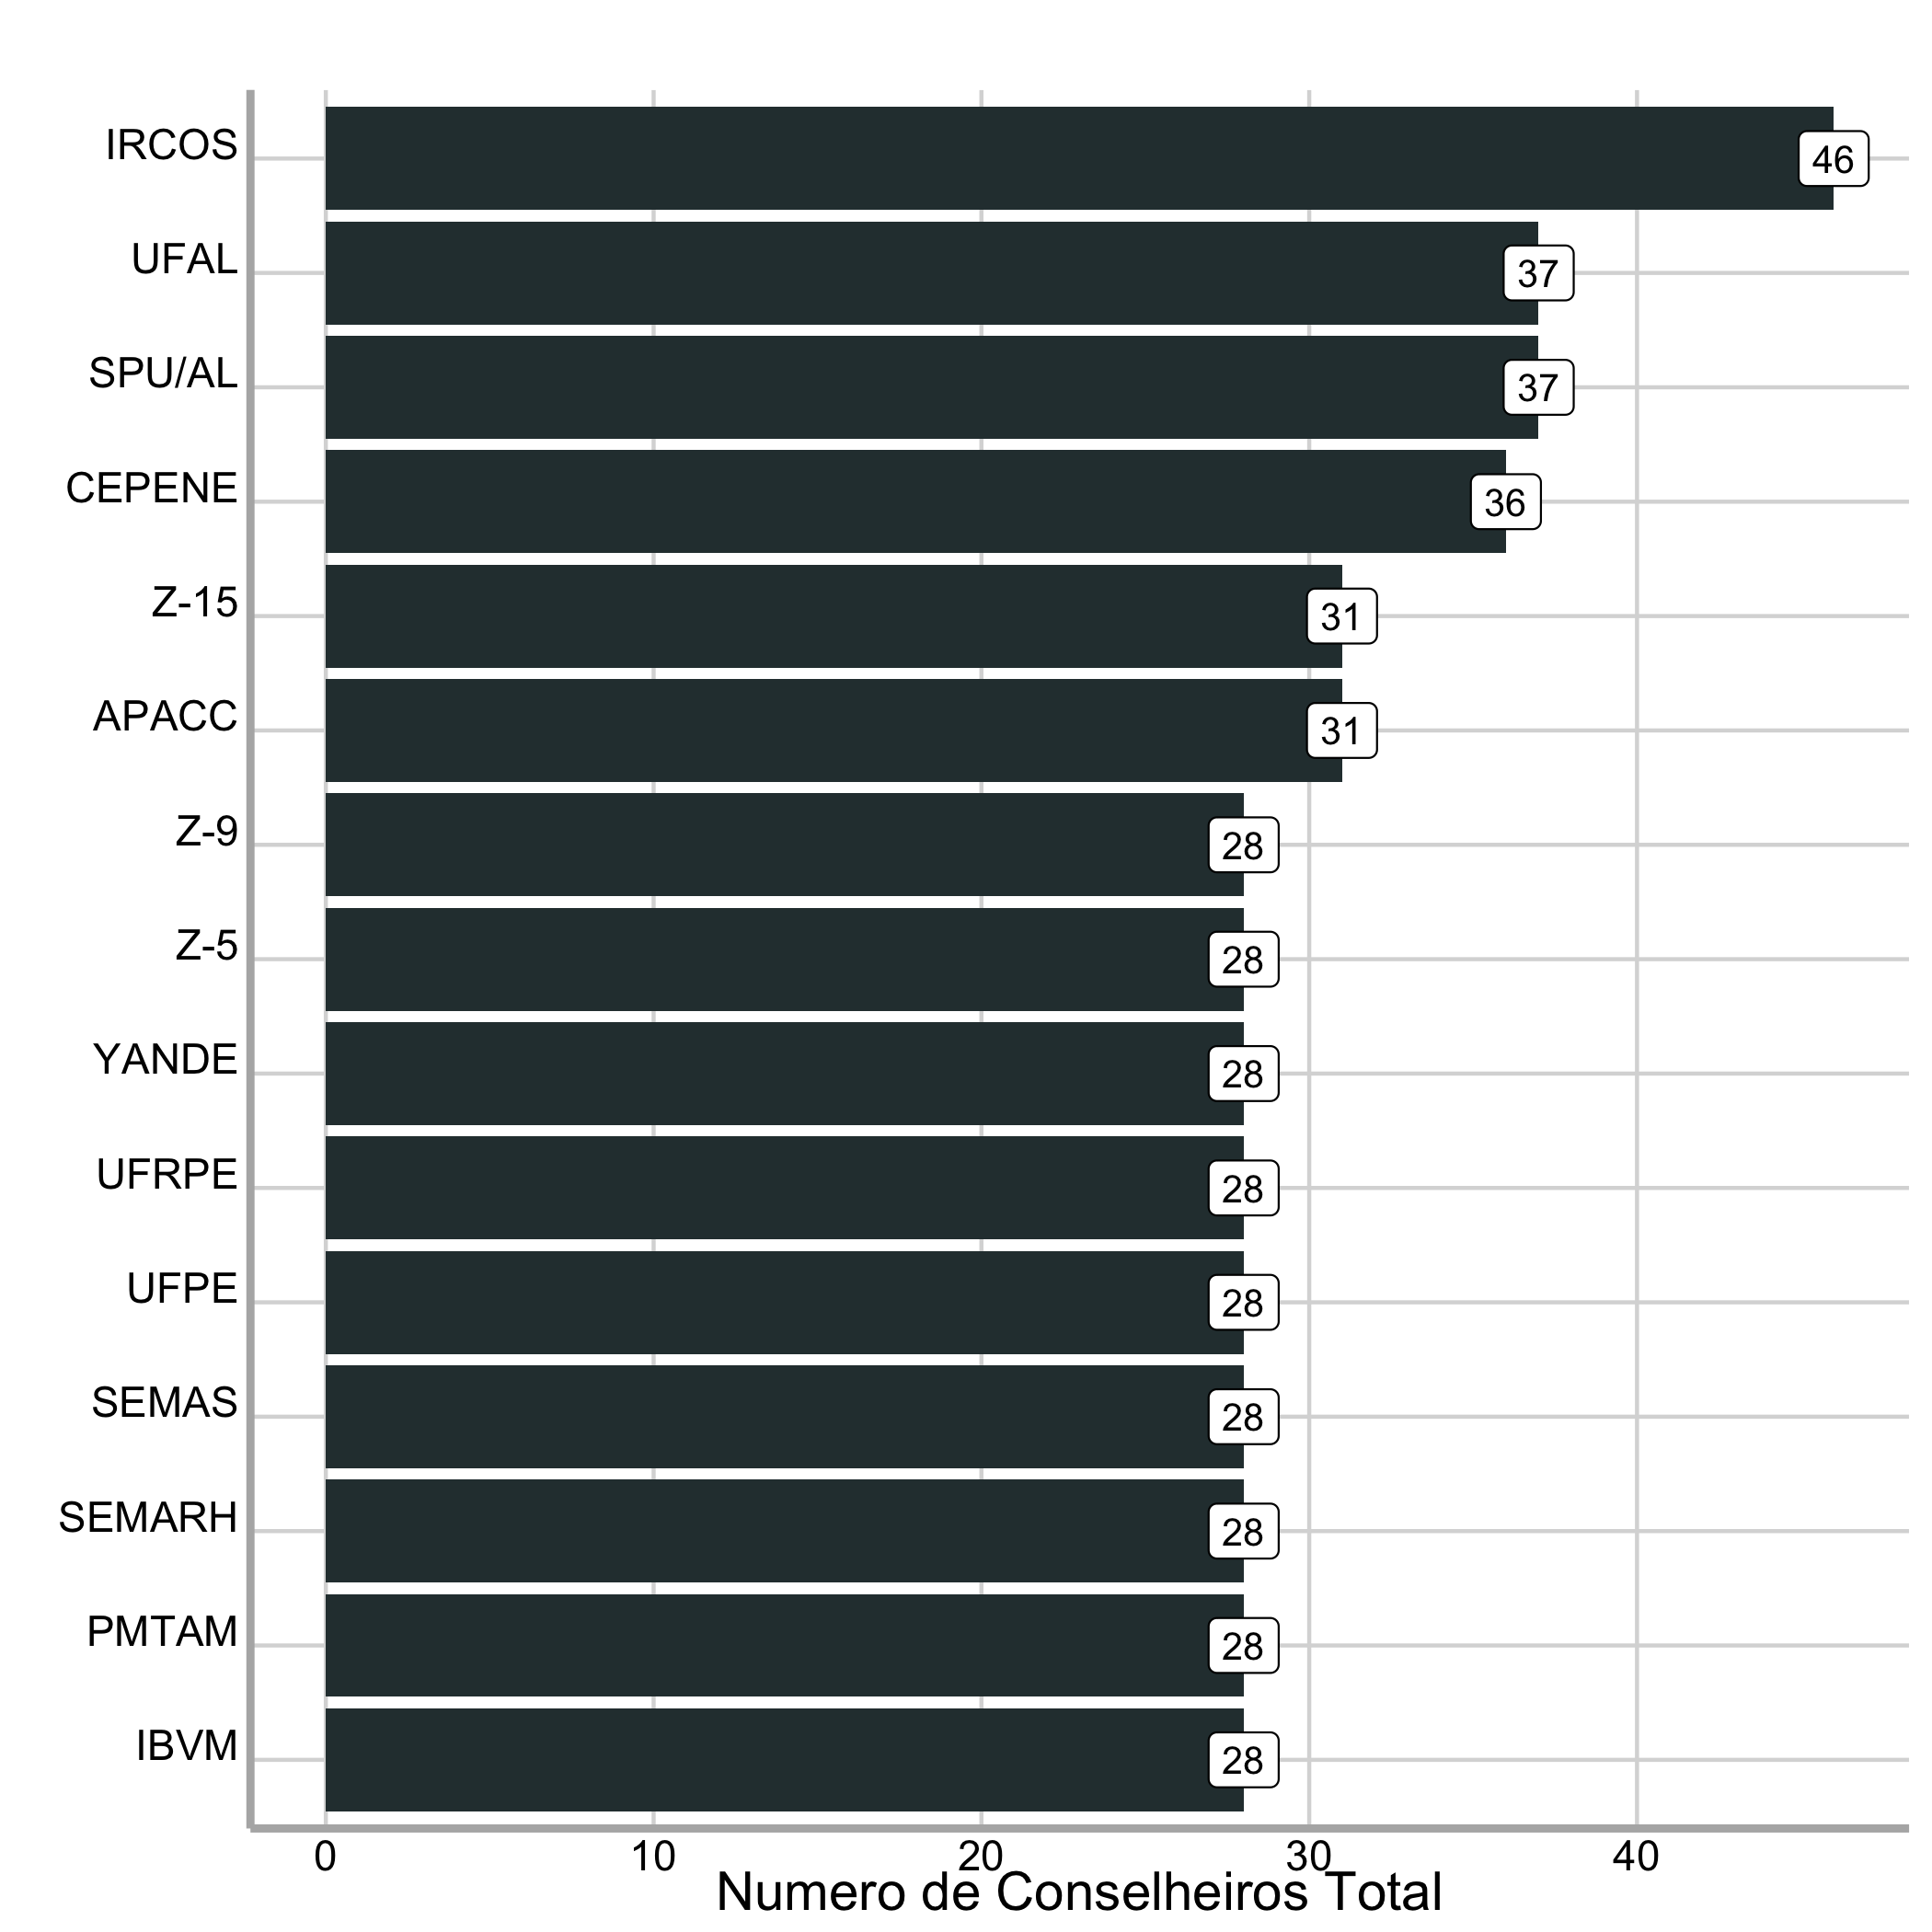 IRCOS 46
UFAL 37
SPU/AL 37
CEPENE 36
Z-15 31
APACC 31
Z-9 28
Z-5 28
YANDE 28
UFRPE 28
UFPE 28
SEMAS 28
SEMARH 28
PMTAM 28
IBVM 28
0 10 20 30 40
Numero de Conselheiros Total